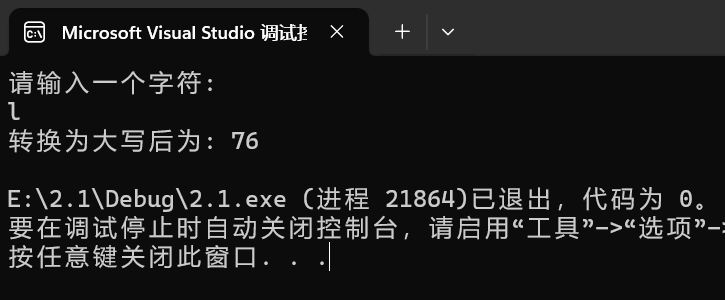 Microsoft Visual Studio 调试
请输入一个字符:
l
转换为大写后为: 76
E:\2.1\Debug\2.1.exe (进程 21864)已退出，代码为 0。
要在调试停止时自动关闭控制台，请启用“工具”->“选项”-
按任意键关闭此窗口. . .